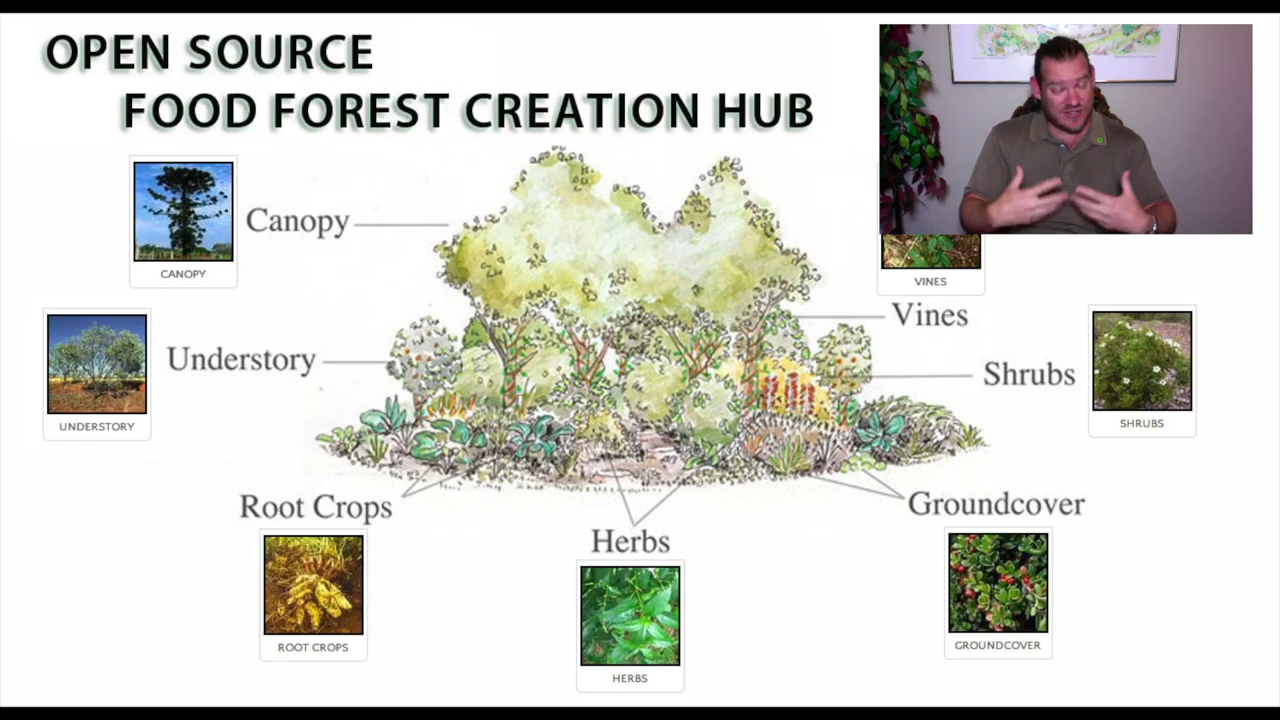 OPEN SOURCE
FOOD FOREST CREATION HUB
CANOPY
Canopy
VINES
Vines
UNDERSTORY
Understory
Shrubs
SHRUBS
Root Crops
ROOT CROPS
Herbs
HERBS
Groundcover
GROUNDCOVER